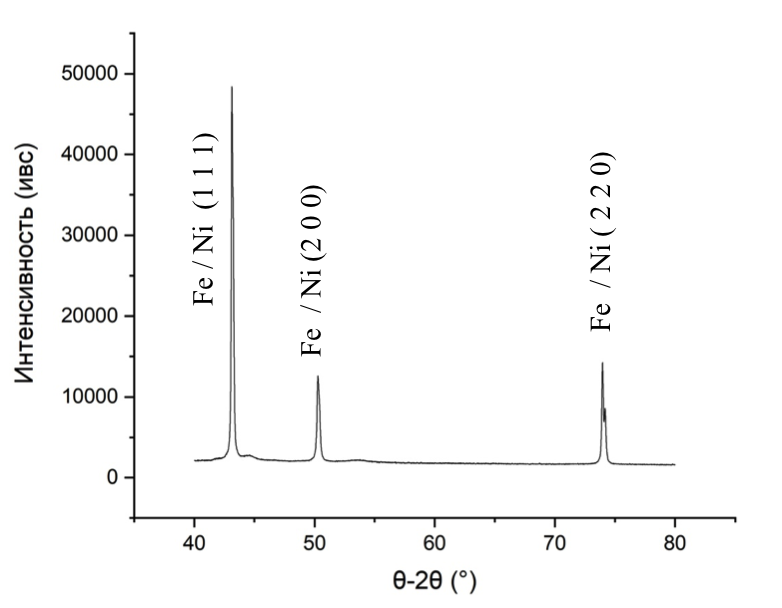 Интенсивность (ивс)
50000
40000
30000
20000
10000
0
Fe / Ni (1 1 1)
Fe / Ni (2 0 0)
Fe / Ni ( 2 2 0)
40 50 60 70 80
θ-2θ (°)